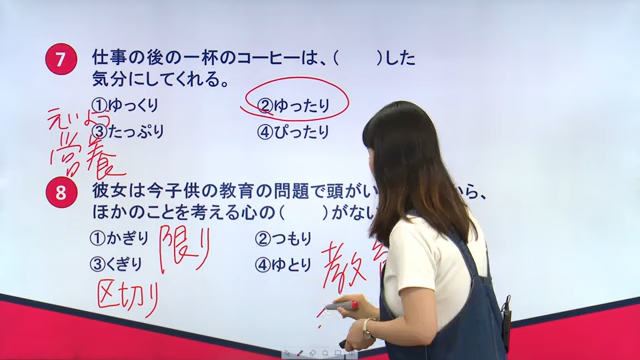 7 仕事の後の一杯のコーヒーは、( )した
気分にしてくれる。
①ゆっくり ②ゆったり
③たっぷり ④ぴったり
えいよう
営養
8 彼女は今子供の教育の問題で頭がい から、
ほかのことを考える心の( )がな
①かぎり ②つもり
限り
③くぎり ④ゆとり
区切り
教育